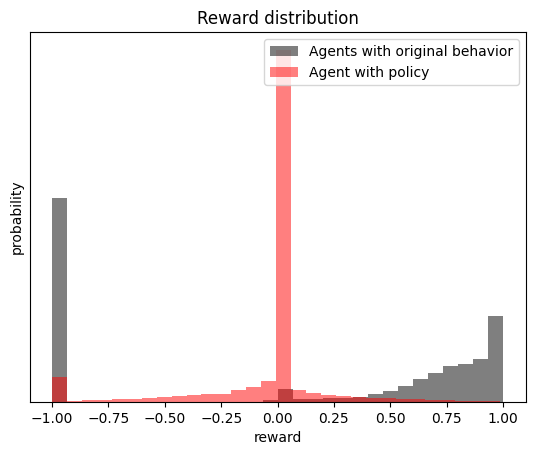 Reward distribution
Agents with original behavior
Agent with policy
probability
−1.00 −0.75 −0.50 −0.25 0.00 0.25 0.50 0.75 1.00
reward